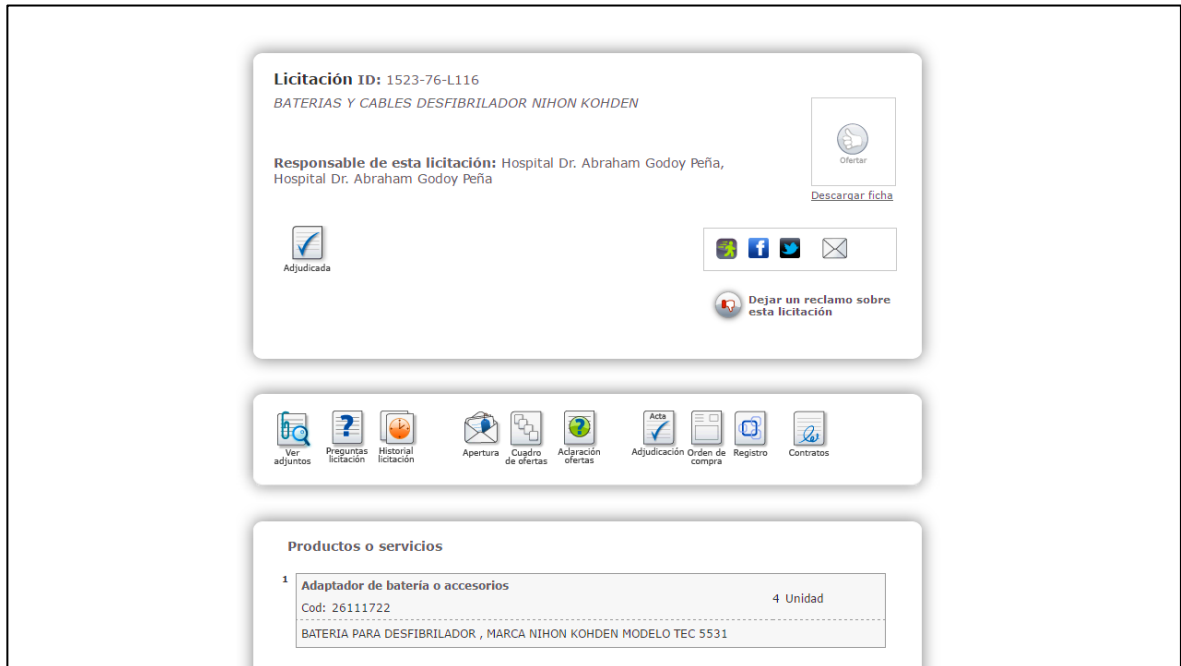 Licitación ID: 1523-76-L116
BATERIAS Y CABLES DESFIBRILADOR NIHON KOHDEN
Ofertar
Responsable de esta licitación: Hospital Dr. Abraham Godoy Peña,
Hospital Dr. Abraham Godoy Peña
Descargar ficha
Adjudicada
Dejar un reclamo sobre
esta licitación
Ver
adjuntos
Preguntas
licitación
Historial
licitación
Apertura
Cuadro
de ofertas
Aclaración
ofertas
Acta
Adjudicación
Orden de
compra
Registro
Contratos
Productos o servicios
1
Adaptador de batería o accesorios
Cod: 26111722
4 Unidad
BATERIA PARA DESFIBRILADOR , MARCA NIHON KOHDEN MODELO TEC 5531